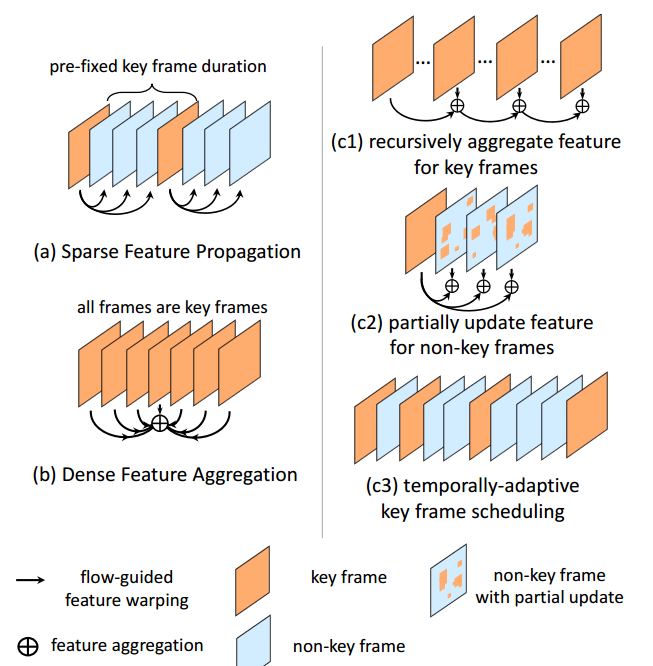 pre-fixed key frame duration
(a) Sparse Feature Propagation
all frames are key frames
(b) Dense Feature Aggregation
... ... ...
(c1) recursively aggregate feature
for key frames
(c2) partially update feature
for non-key frames
(c3) temporally-adaptive
key frame scheduling
flow-guided
feature warping
key frame
non-key frame
with partial update
feature aggregation
non-key frame